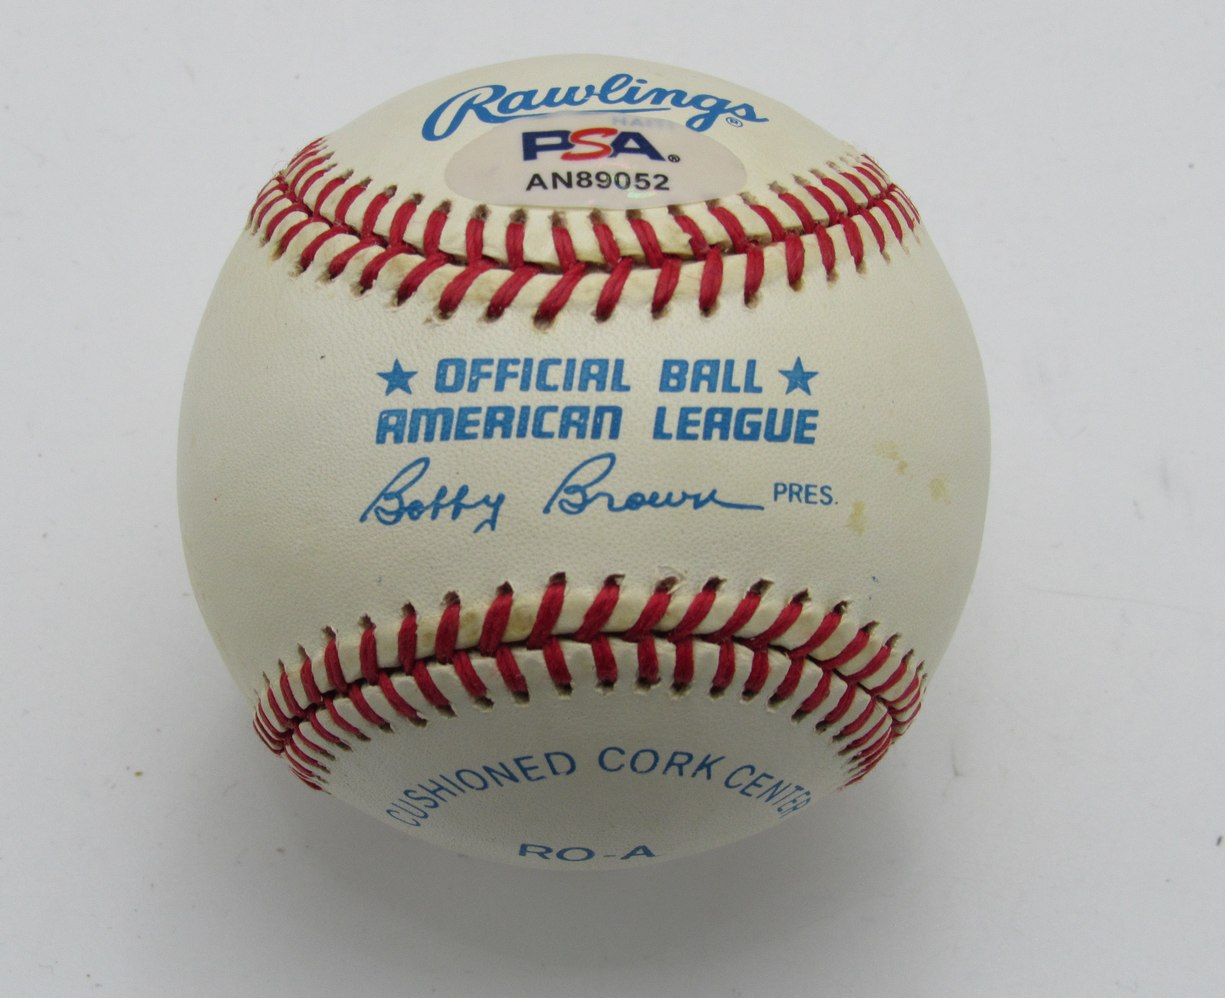 Rawlings®
PSA®
AN89052
★ OFFICIAL BALL ★
AMERICAN LEAGUE
Bobby Brown PRES.
CUSHIONED CORK CENTER
RO-A